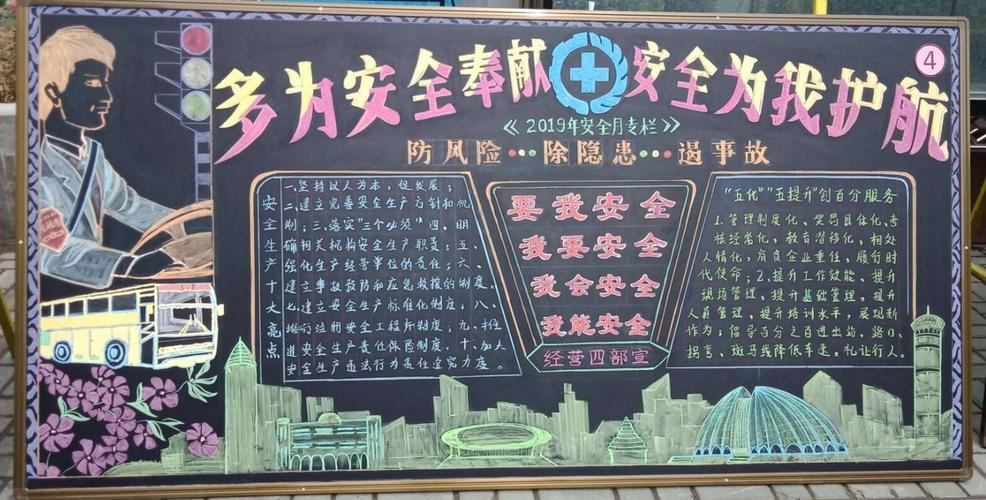 多为安全奉献 安全为我护航
4
《2019年安全月专栏》
防风险•••除隐患•••遏事故
安全生产十大亮点
一.坚持以人为本，促发展；
二.建立完善安全生产方针和机
制；三.落实“三个必须”四、明
确相关机构安全生产职责；五、
强化生产经营单位的责任；六、
建立事故预防和应急救援的制度。
七.建立安全生产标准化制度、八、
推行注册安全工程师制度；九、推
进安全生产责任保险制度、十、加大
安全生产违法行为责任追究力度。
要我安全
我要安全
我会安全
我能安全
经营四部宣
“五化”“五提升”创百分服务
1.管理制度化、奖罚具体化、考
核经常化、教育潜移化、相处
人情化，肩负企业重任，履行时
代使命；2.提升工作效能、提升
现场管理、提升基础管理、提升
人员管理、提升培训水平，展现新
作为；倡导百分之百进出站、路口、
拐弯、斑马线降低车速，礼让行人。